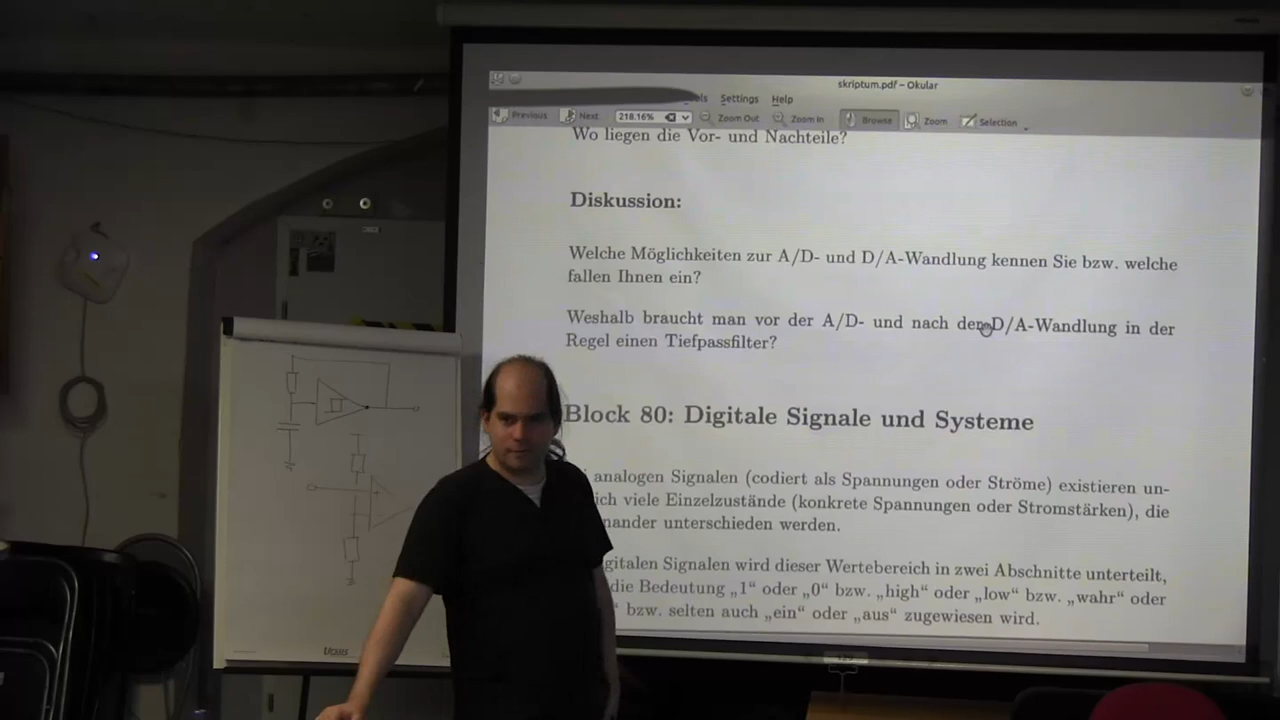 skriptum.pdf – Okular
Settings Help
Previous Next 218.16% Zoom Out Zoom In Browse Zoom Selection
Wo liegen die Vor- und Nachteile?
Diskussion:
Welche Möglichkeiten zur A/D- und D/A-Wandlung kennen Sie bzw. welche
fallen Ihnen ein?
Weshalb braucht man vor der A/D- und nach der D/A-Wandlung in der
Regel einen Tiefpassfilter?
Block 80: Digitale Signale und Systeme
analogen Signalen (codiert als Spannungen oder Ströme) existieren un-
viele Einzelzustände (konkrete Spannungen oder Stromstärken), die
unterschieden werden.
wird dieser Wertebereich in zwei Abschnitte unterteilt,
die Bedeutung „1“ oder „0“ bzw. „high“ oder „low“ bzw. „wahr“ oder
bzw. selten auch „ein“ oder „aus“ zugewiesen wird.